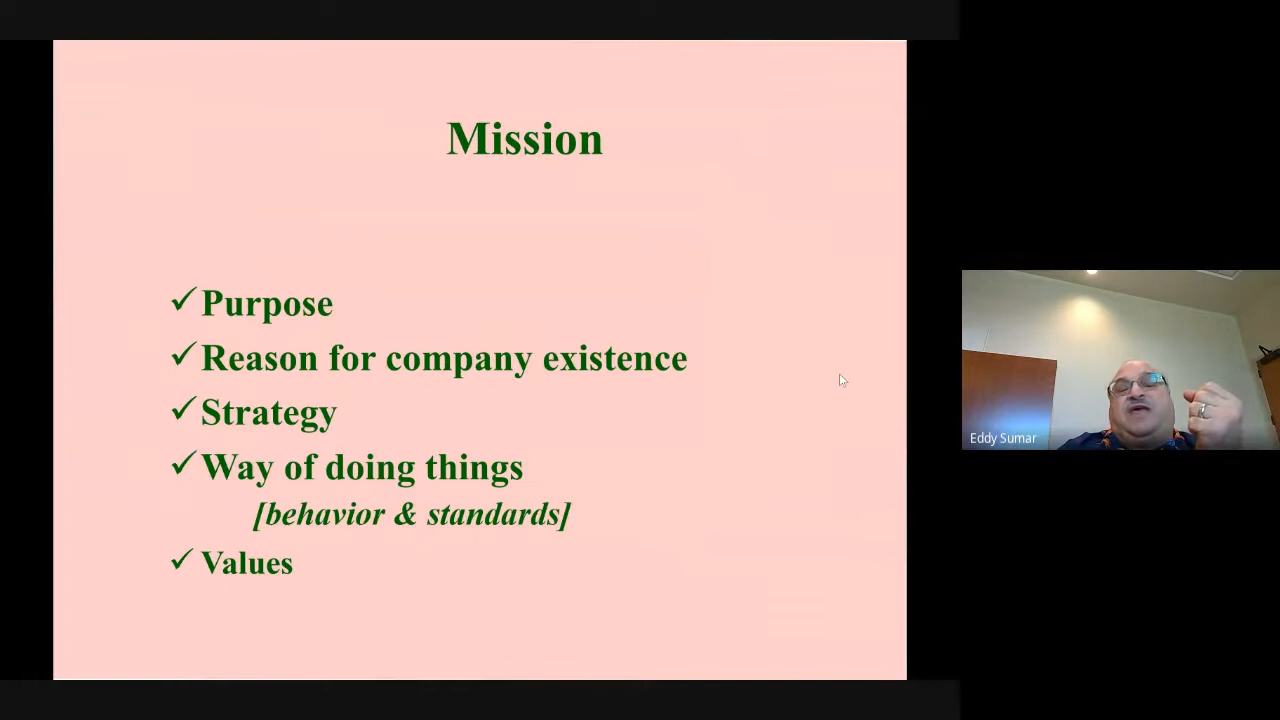 Mission
✓ Purpose
✓ Reason for company existence
✓ Strategy
✓ Way of doing things
[behavior & standards]
✓ Values
Eddy Sumar